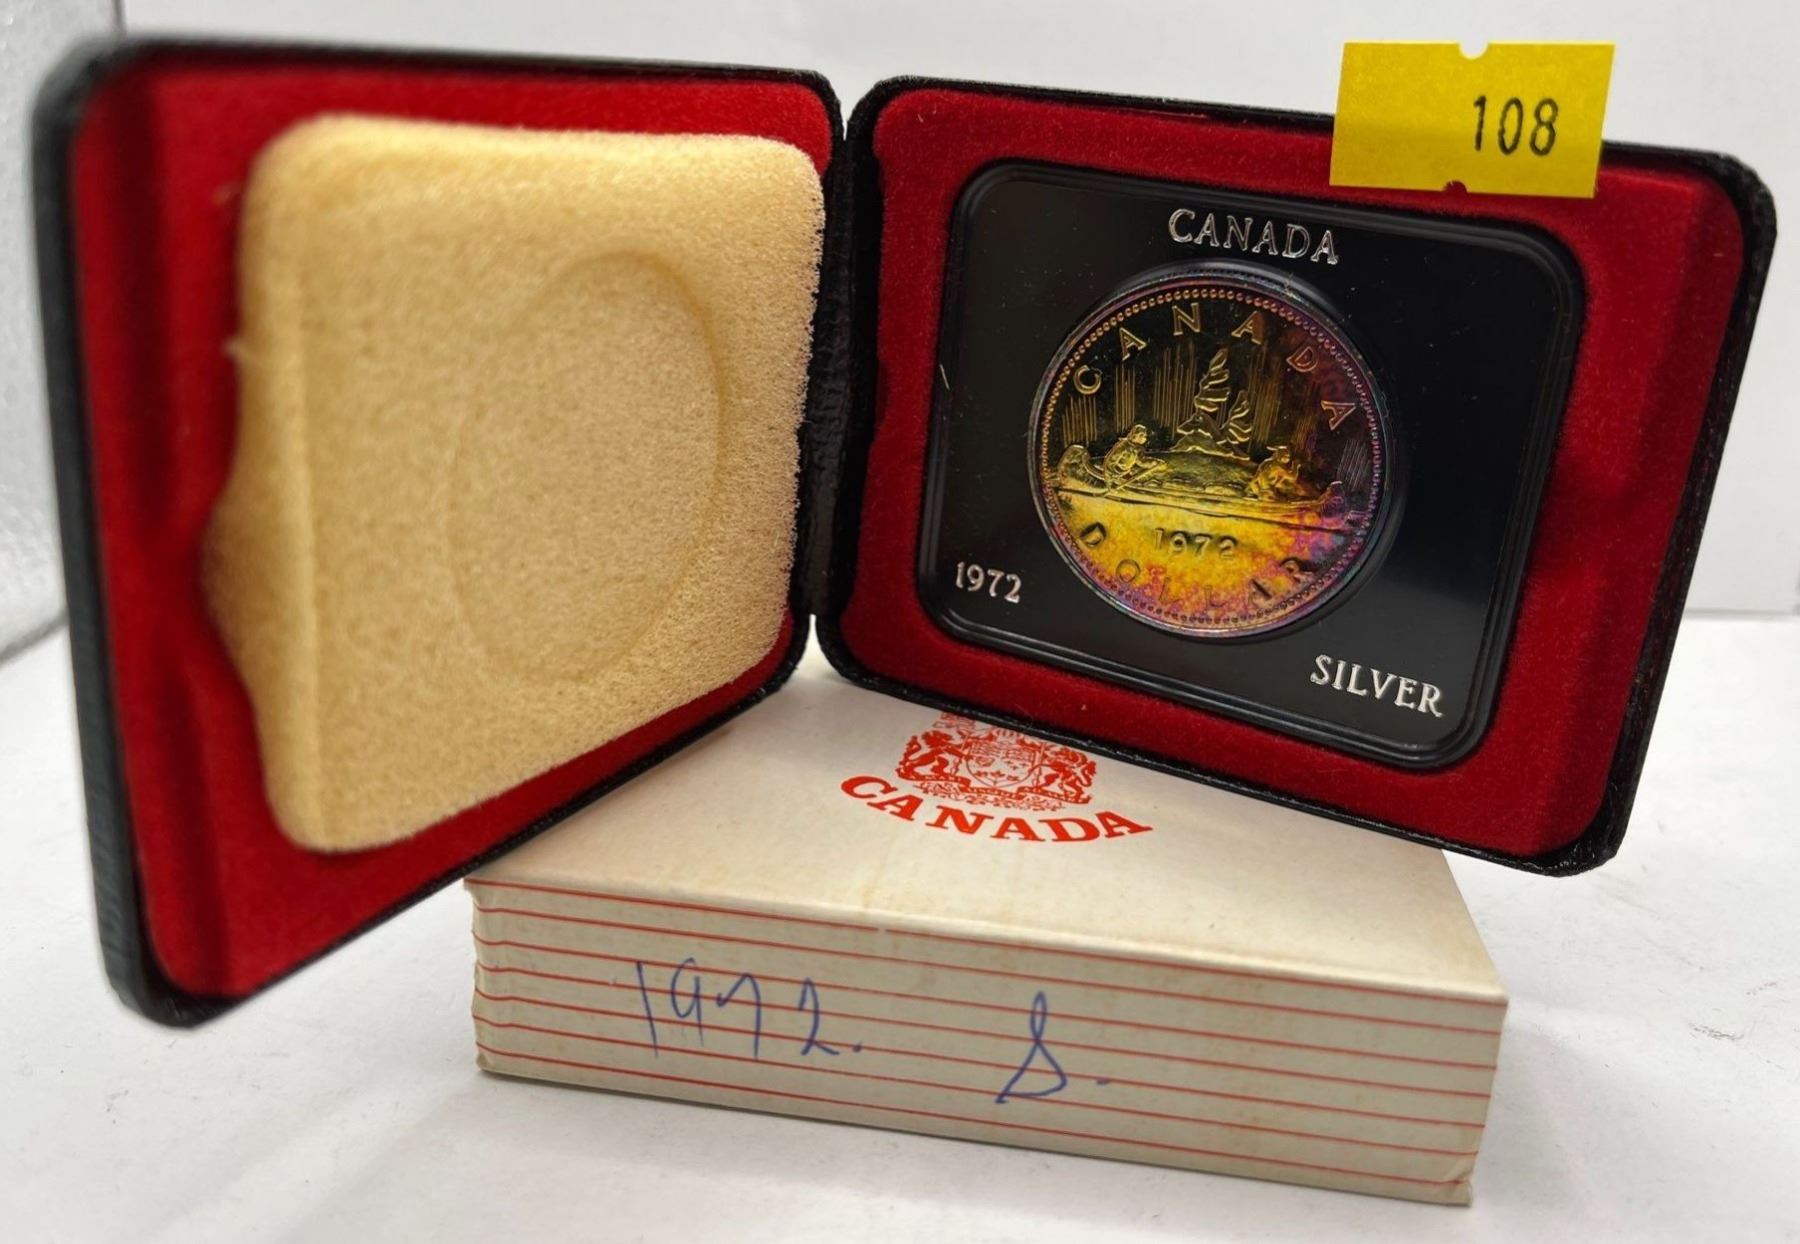 108
CANADA
CANADA
1972
DOLLAR
1972
SILVER
CANADA
1972. S.